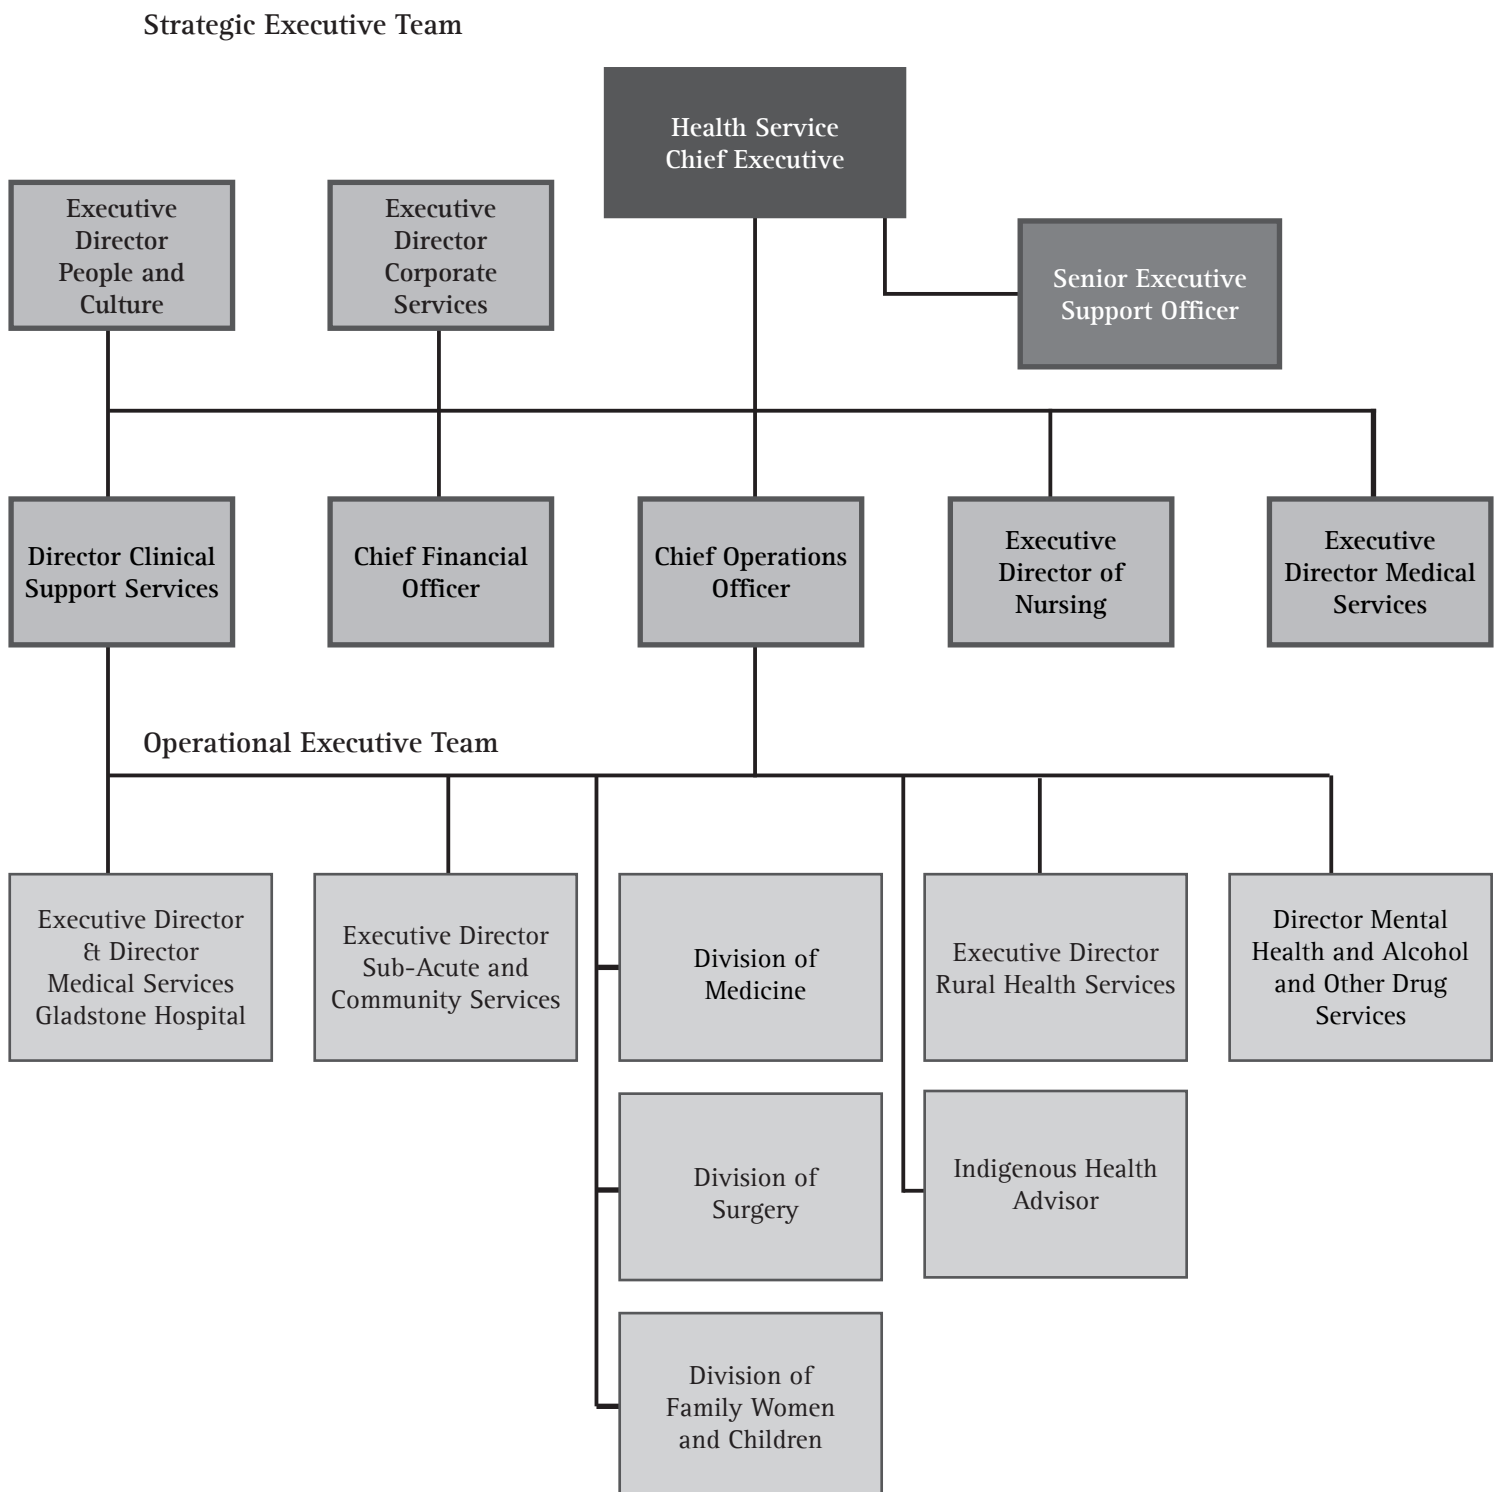 Strategic Executive Team
Health Service
Chief Executive
Executive
Director
People and
Culture
Executive
Director
Corporate
Services
Senior Executive
Support Officer
Director Clinical
Support Services
Chief Financial
Officer
Chief Operations
Officer
Executive
Director of
Nursing
Executive
Director Medical
Services
Operational Executive Team
Executive Director
& Director
Medical Services
Gladstone Hospital
Executive Director
Sub-Acute and
Community Services
Division of
Medicine
Executive Director
Rural Health Services
Director Mental
Health and Alcohol
and Other Drug
Services
Division of
Surgery
Indigenous Health
Advisor
Division of
Family Women
and Children